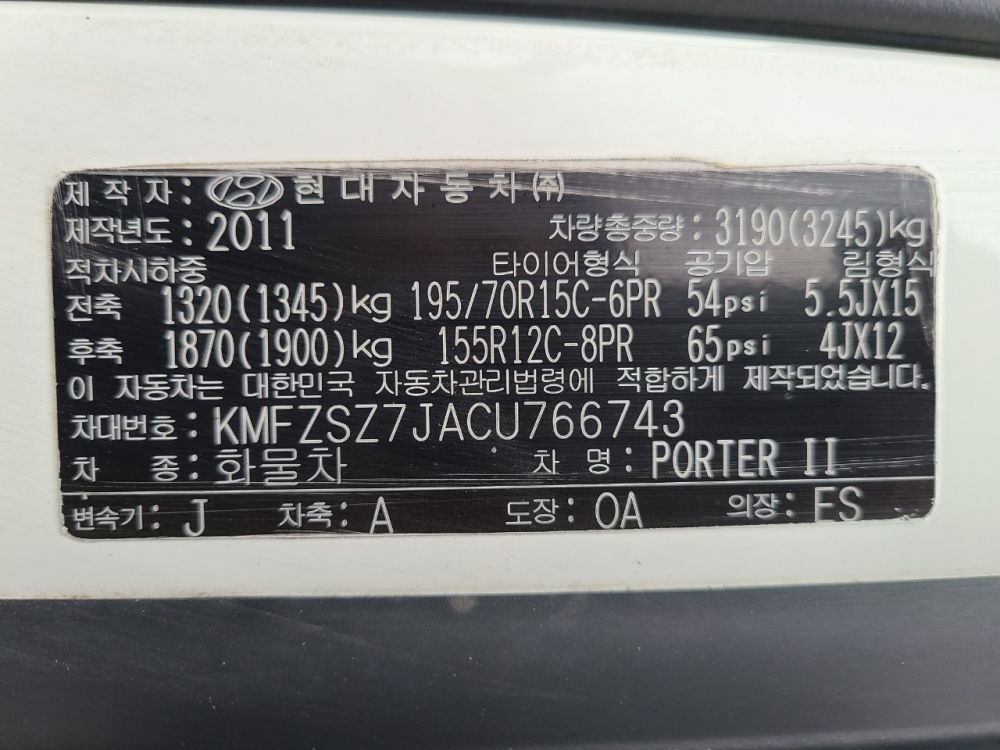 제 작 자 : 현대자동차㈜
제작년도 : 2011 차량총중량 : 3190(3245)kg
적차시하중 타이어형식 공기압 림형식
전축 1320(1345)kg 195/70R15C-6PR 54psi 5.5JX15
후축 1870(1900)kg 155R12C-8PR 65psi 4JX12
이 자동차는 대한민국 자동차관리법령에 적합하게 제작되었습니다.
차대번호 : KMFZSZ7JACU766743
차 종 : 화물차 차 명 : PORTER II
변속기 : J 차축 : A 도장 : OA 의장 : ES